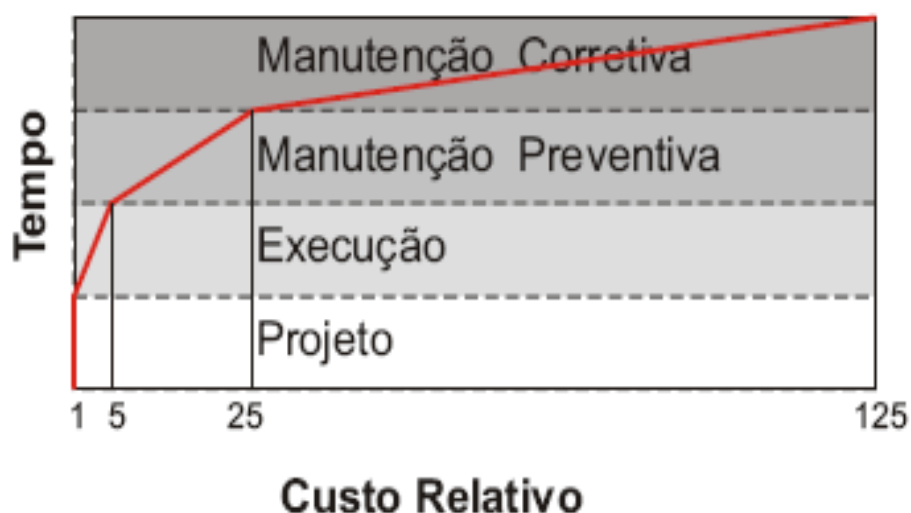 Tempo
Manutenção Corretiva
Manutenção Preventiva
Execução
Projeto
1 5 25 125
Custo Relativo